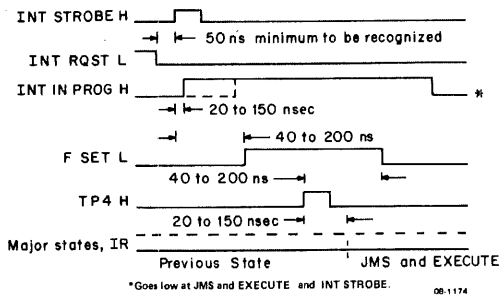 INT STROBE H
50 ns minimum to be recognized
INT RQST L
INT IN PROG H
*
20 to 150 nsec
40 to 200 ns
F SET L
40 to 200 ns
TP4 H
20 to 150 nsec
Major states, IR
Previous State JMS and EXECUTE
*Goes low at JMS and EXECUTE and INT STROBE.
08-1174